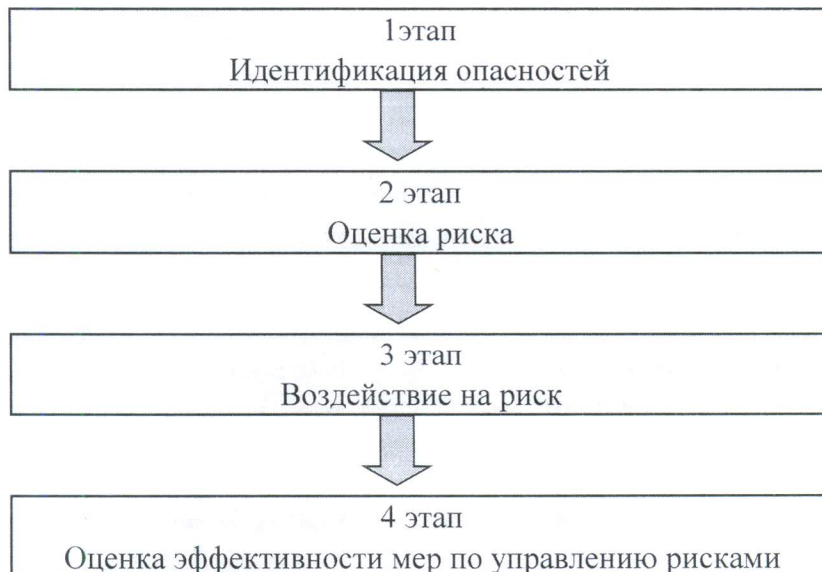 1этап
Идентификация опасностей
2 этап
Оценка риска
3 этап
Воздействие на риск
4 этап
Оценка эффективности мер по управлению рисками